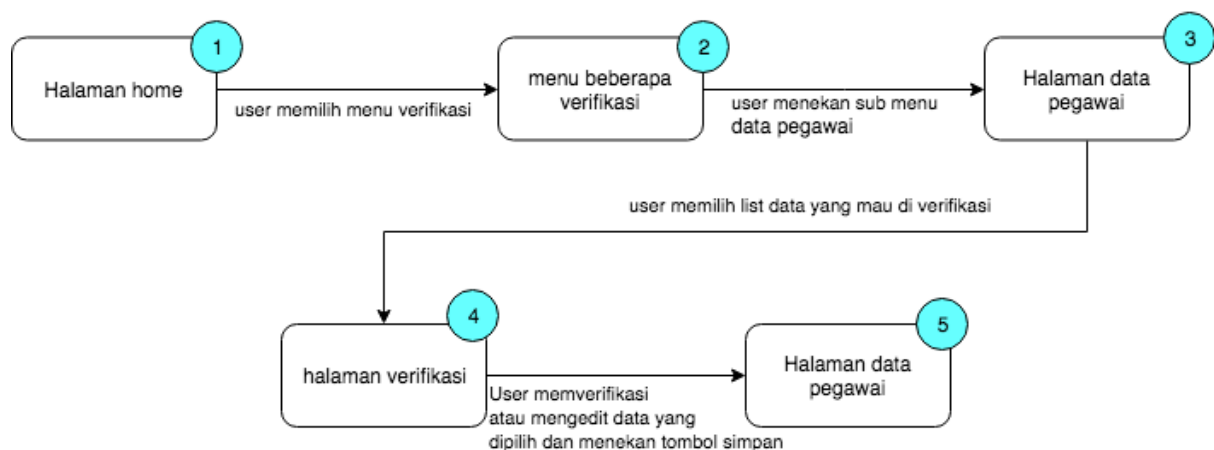 1
Halaman home
user memilih menu verifikasi
2
menu beberapa
verifikasi
user menekan sub menu
data pegawai
3
Halaman data
pegawai
user memilih list data yang mau di verifikasi
4
halaman verifikasi
User memverifikasi
atau mengedit data yang
dipilih dan menekan tombol simpan
5
Halaman data
pegawai